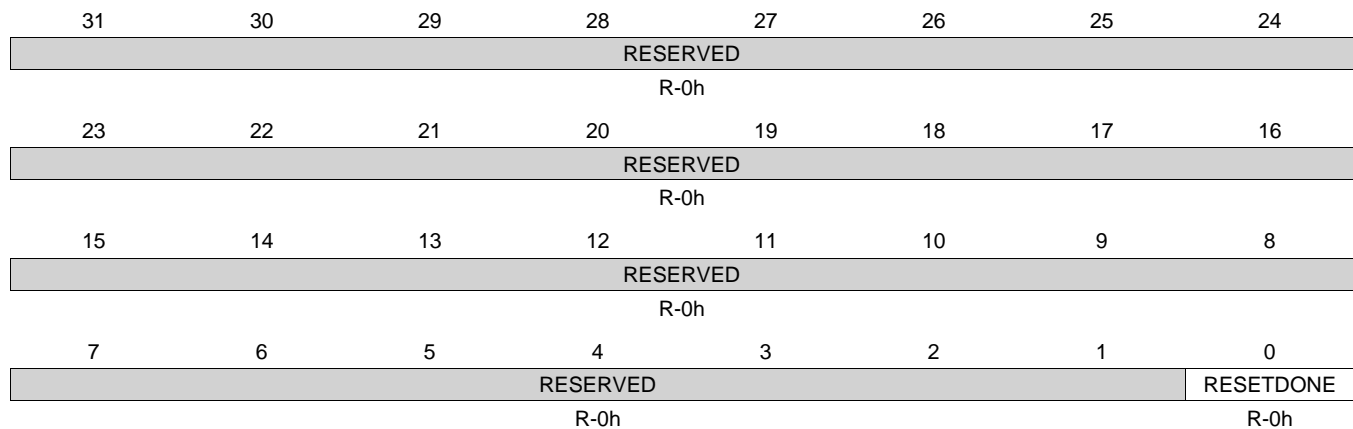 31 30 29 28 27 26 25 24
RESERVED
R-0h
23 22 21 20 19 18 17 16
RESERVED
R-0h
15 14 13 12 11 10 9 8
RESERVED
R-0h
7 6 5 4 3 2 1 0
RESERVED RESETDONE
R-0h R-0h